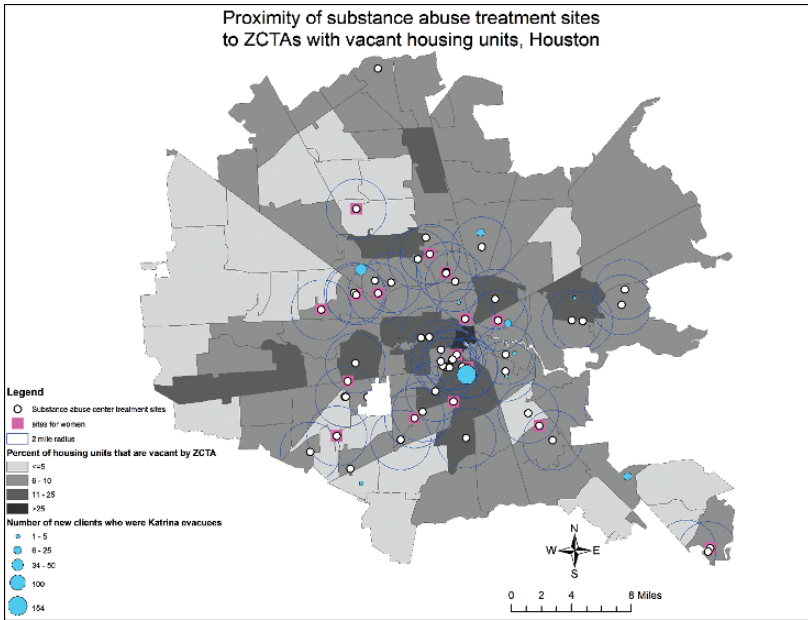 Proximity of substance abuse treatment sites
to ZCTAs with vacant housing units, Houston
Legend
Substance abuse center treatment sites
sites for women
2 mile radius
Percent of housing units that are vacant by ZCTA
<=5
6 - 10
11 - 25
>25
Number of new clients who were Katrina evacuees
1 - 5
6 - 25
34 - 50
100
184
N
W E
S
0 2 4 8 Miles